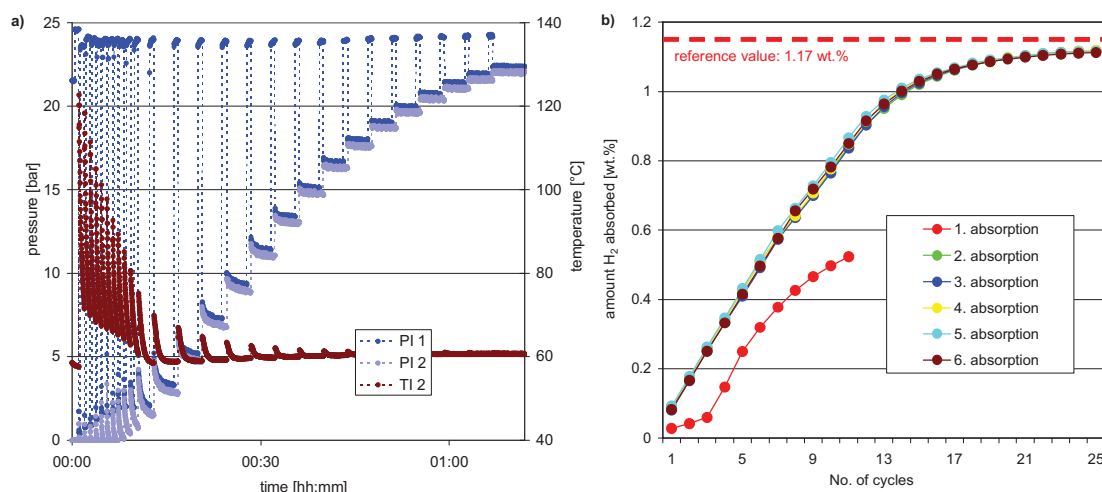 a)
25
20
15
10
5
0
pressure [bar]
140
120
100
80
60
40
temperature [°C]
00:00
00:30
01:00
time [hh:mm]
PI 1
PI 2
TI 2
b)
1.2
1
0.8
0.6
0.4
0.2
0
amount H₂ absorbed [wt.%]
reference value: 1.17 wt.%
1. absorption
2. absorption
3. absorption
4. absorption
5. absorption
6. absorption
1
5
9
13
17
21
25
No. of cycles